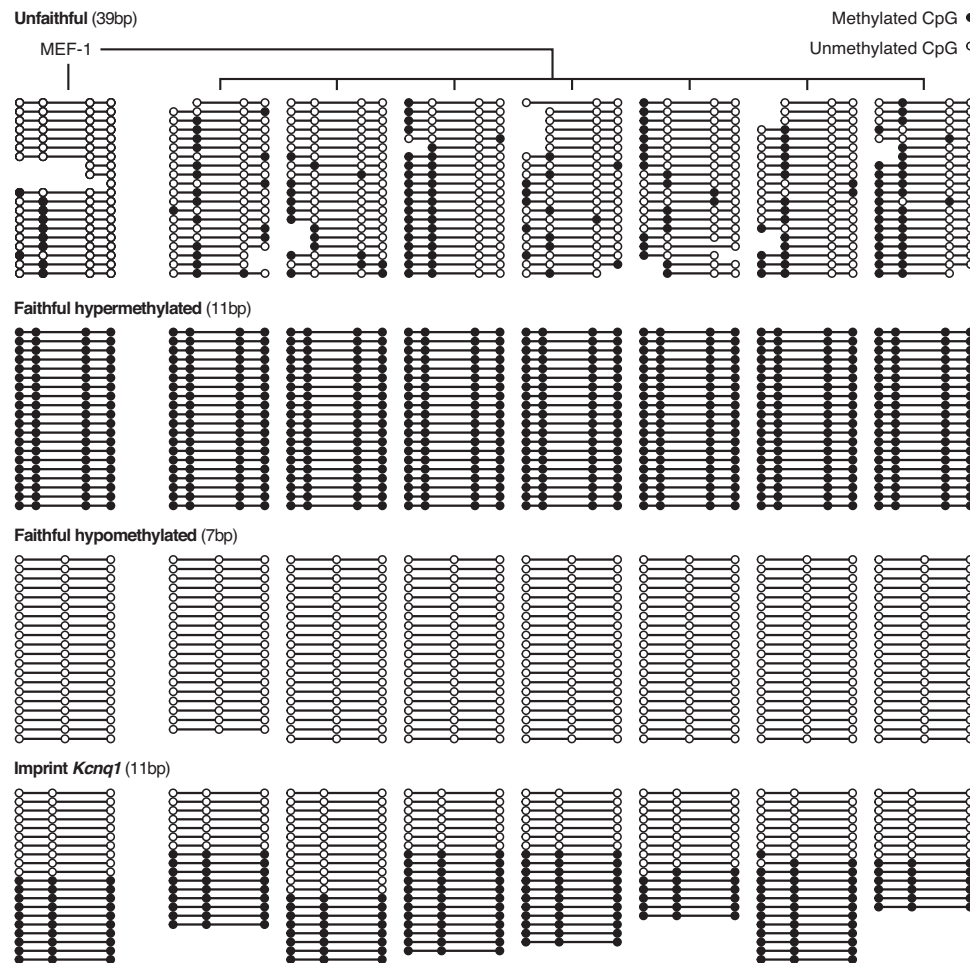 Unfaithful (39bp)
Methylated CpG
MEF-1
Unmethylated CpG
Faithful hypermethylated (11bp)
Faithful hypomethylated (7bp)
Imprint Kcnq1 (11bp)